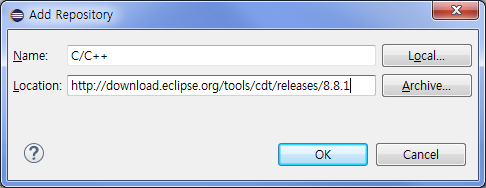 Add Repository
Name: C/C++ Local...
Location: http://download.eclipse.org/tools/cdt/releases/8.8.1 Archive...
? OK Cancel